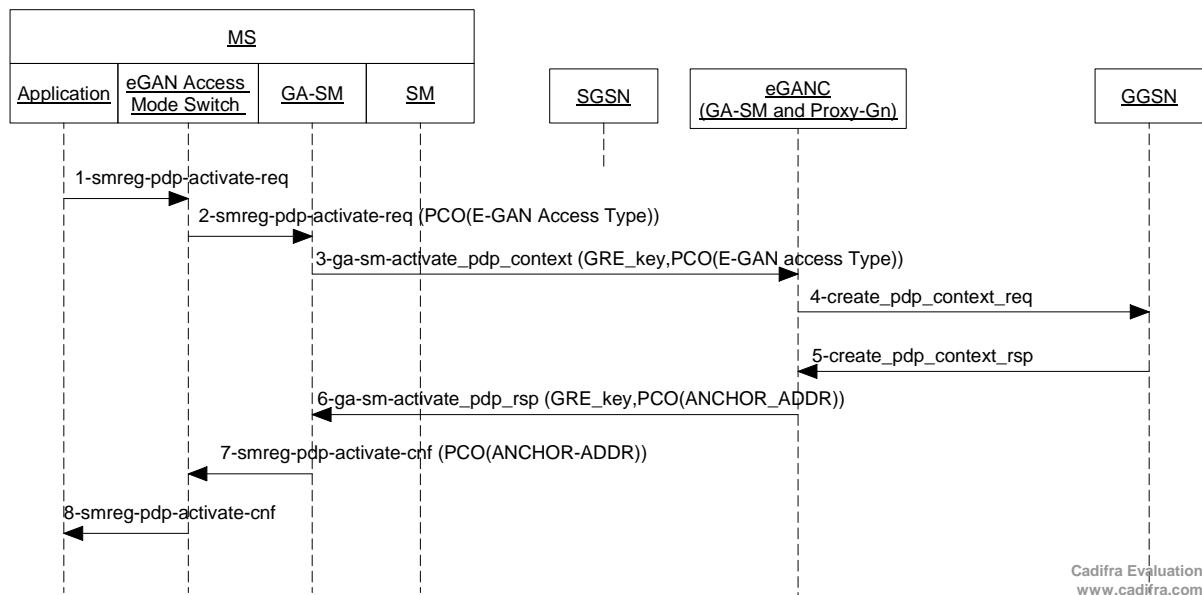 MS
Application
eGAN Access
Mode Switch
GA-SM
SM
SGSN
eGANC
(GA-SM and Proxy-Gn)
GGSN
1-smreg-pdp-activate-req
2-smreg-pdp-activate-req (PCO(E-GAN Access Type))
3-ga-sm-activate_pdp_context (GRE_key,PCO(E-GAN access Type))
4-create_pdp_context_req
5-create_pdp_context_rsp
6-ga-sm-activate_pdp_rsp (GRE_key,PCO(ANCHOR_ADDR))
7-smreg-pdp-activate-cnf (PCO(ANCHOR-ADDR))
8-smreg-pdp-activate-cnf
Cadifra Evaluation
www.cadifra.com